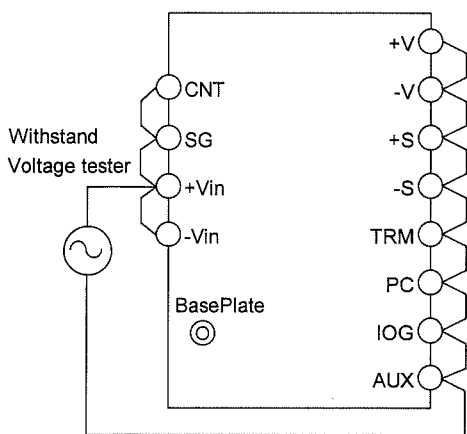 Withstand
Voltage tester
CNT
SG
+Vin
-Vin
BasePlate
+V
-V
+S
-S
TRM
PC
IOG
AUX